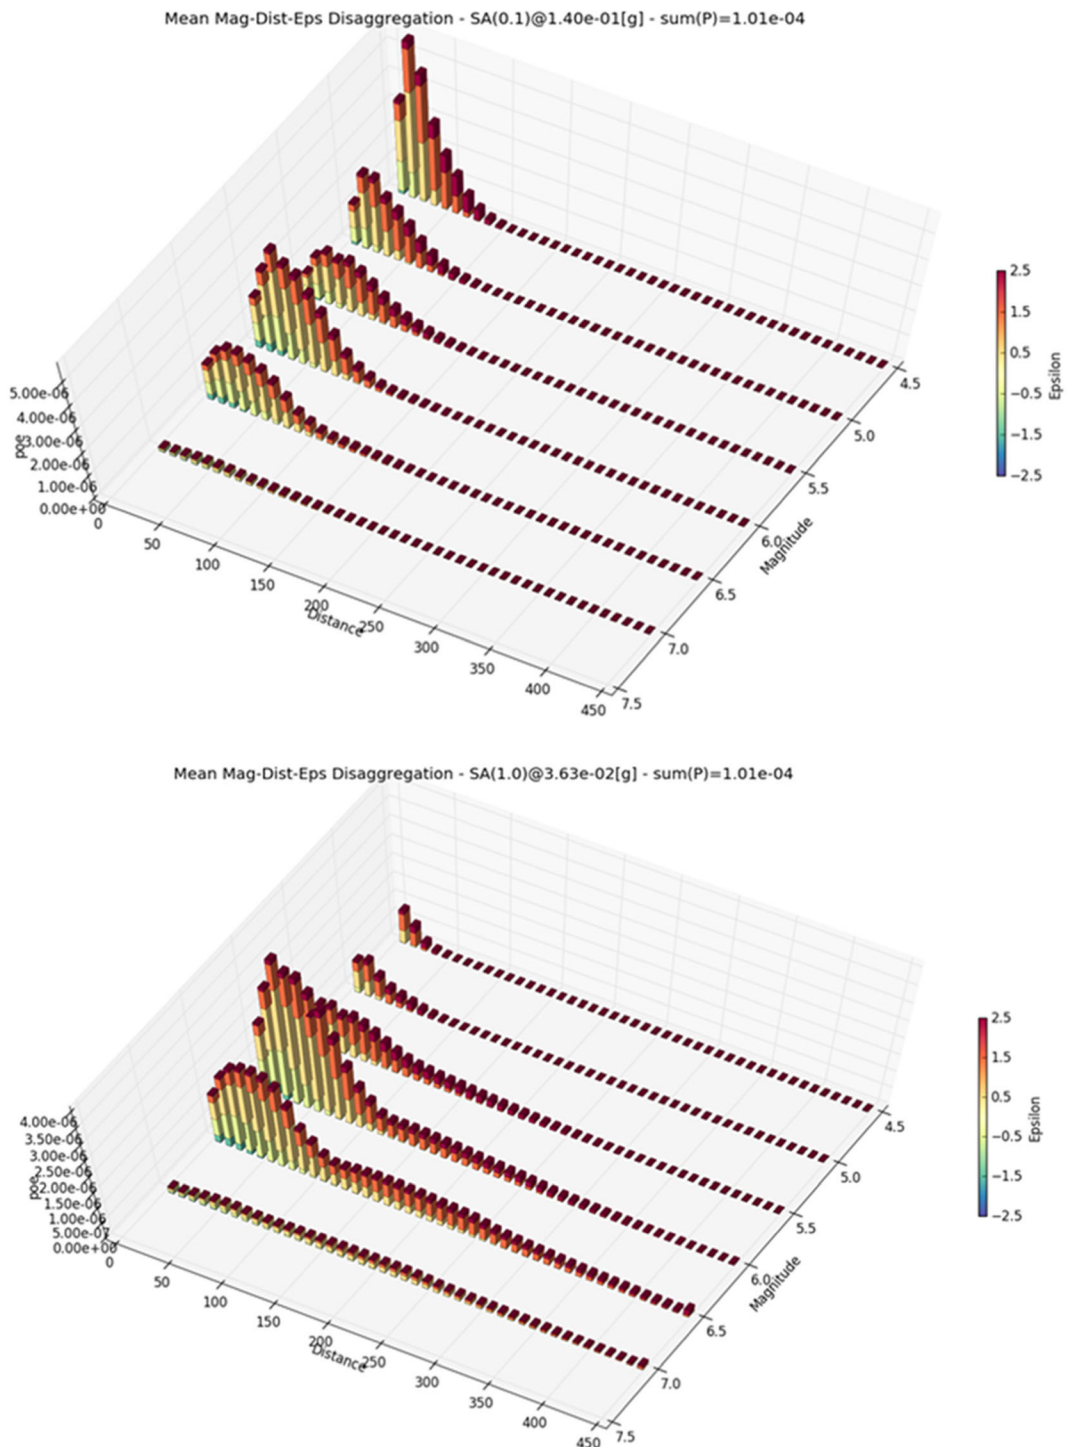 Mean Mag-Dist-Eps Disaggregation - SA(0.1)@1.40e-01[g] - sum(P)=1.01e-04
5.00e-06
4.00e-06
3.00e-06
2.00e-06
1.00e-06
0.00e+00
poe
0
50
100
150
200
250
300
350
400
450
Distance
4.5
5.0
5.5
6.0
6.5
7.0
7.5
Magnitude
2.5
1.5
0.5
−0.5
−1.5
−2.5
Epsilon
Mean Mag-Dist-Eps Disaggregation - SA(1.0)@3.63e-02[g] - sum(P)=1.01e-04
4.00e-06
3.50e-06
3.00e-06
2.50e-06
2.00e-06
1.50e-06
1.00e-06
5.00e-07
0.00e+00
poe
0
50
100
150
200
250
300
350
400
450
Distance
4.5
5.0
5.5
6.0
6.5
7.0
7.5
Magnitude
2.5
1.5
0.5
−0.5
−1.5
−2.5
Epsilon